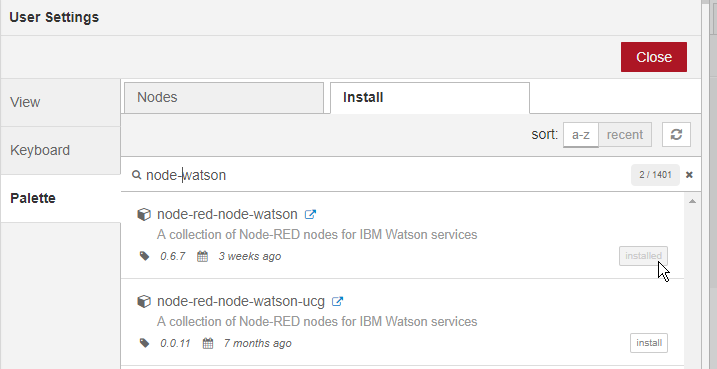 User Settings
Close
View
Keyboard
Palette
Nodes
Install
sort: a-z recent
node-watson 2 / 1401 ×
node-red-node-watson
A collection of Node-RED nodes for IBM Watson services
0.6.7 3 weeks ago
installed
node-red-node-watson-ucg
A collection of Node-RED nodes for IBM Watson services
0.0.11 7 months ago
install